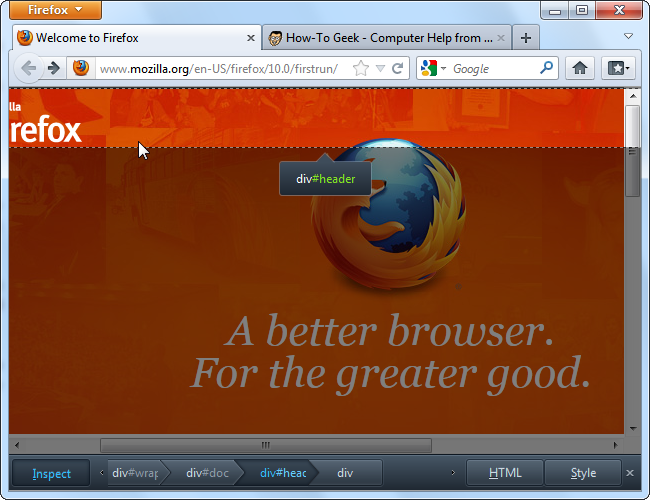 Firefox
Welcome to Firefox
How-To Geek - Computer Help from ...
www.mozilla.org/en-US/firefox/10.0/firstrun/
Google
lla
refox
div#header
A better browser.
For the greater good.
Inspect
div#wrap
div#doc
div#head
div
HTML
Style